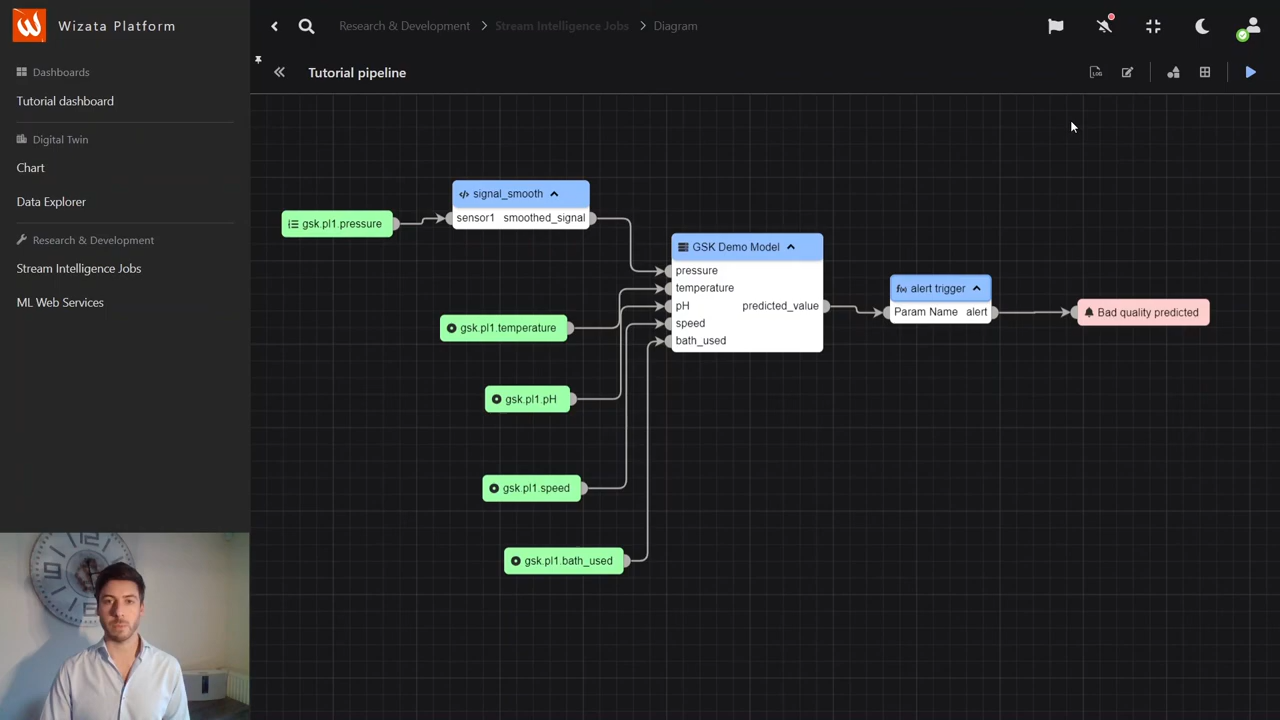 Wizata Platform
Research & Development
Stream Intelligence Jobs
Diagram
Dashboards
Tutorial dashboard
Digital Twin
Chart
Data Explorer
Research & Development
Stream Intelligence Jobs
ML Web Services
Tutorial pipeline
LOG
gsk.pl1.pressure
signal_smooth
sensor1 smoothed_signal
gsk.pl1.temperature
gsk.pl1.pH
gsk.pl1.speed
gsk.pl1.bath_used
GSK Demo Model
pressure
temperature
pH predicted_value
speed
bath_used
f(x) alert trigger
Param Name alert
Bad quality predicted